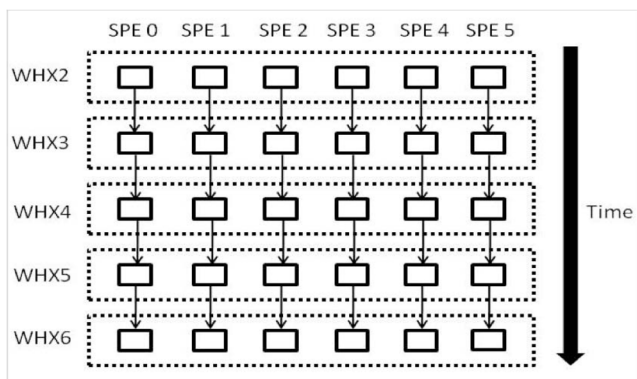 SPE 0 SPE 1 SPE 2 SPE 3 SPE 4 SPE 5
WHX2
WHX3
WHX4
Time
WHX5
WHX6